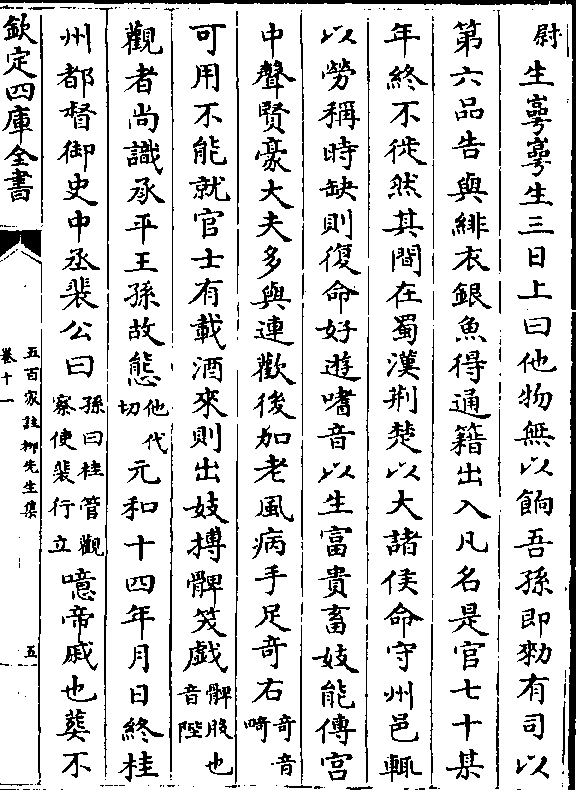 尉生㝧㝧生三日上曰他物無以餉吾孫即勑有司以
第六品告與緋衣銀魚得通籍出入凡名是官七十某
年終不徙然其間在蜀漢荆楚以大諸侯命守州邑輒
以勞稱時缺則復命好遊嗜音以生富貴畜妓能傳宮
中聲賢豪大夫多與連歡後加老風病手足奇右奇音
㟢
可用不能就官士有載酒來則出妓搏髀笑戲髀股也
音陛
觀者尚識承平王孫故態他代
切元和十四年月日終桂
州都督御史中丞裴公曰孫曰桂管觀
察使裴行立噫帝戚也葬不
欽定四庫全書
五百家註柳先生集
卷十一
五